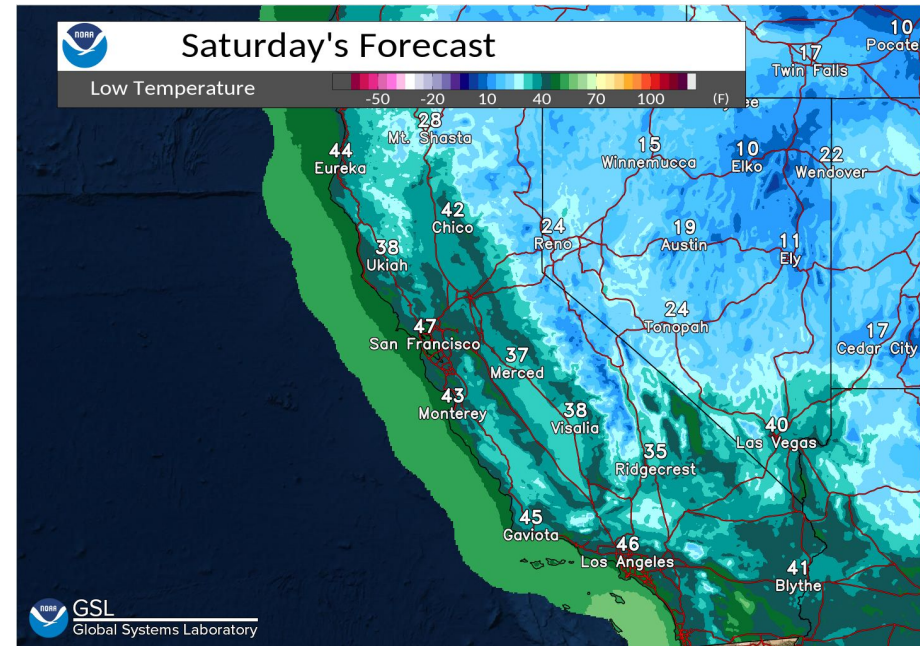 NOAA
Saturday's Forecast
Low Temperature
-50 -20 10 40 70 100 (F)
10
Pocate
17
Twin Falls
ee
28
Mt. Shasta
44
Eureka
15
Winnemucca
10
Elko
22
Wendover
42
Chico
24
Reno
19
Austin
11
Ely
38
Ukiah
24
Tonopah
17
Cedar City
47
San Francisco
37
Merced
43
Monterey
38
Visalia
40
Las Vegas
35
Ridgecrest
45
Gaviota
46
Los Angeles
41
Blythe
NOAA
GSL
Global Systems Laboratory